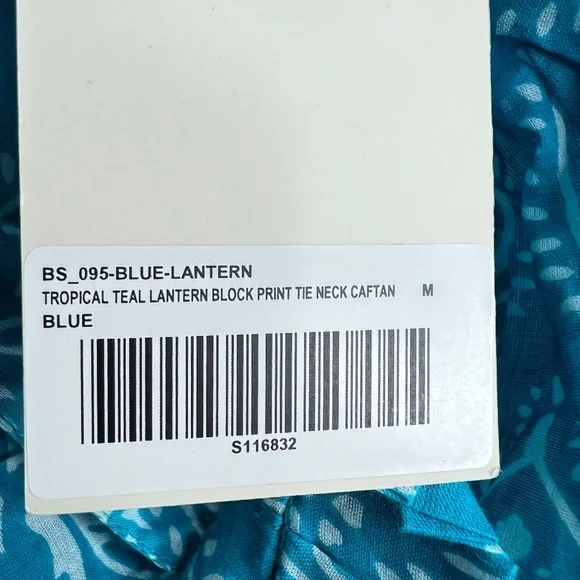 BS_095-BLUE-LANTERN
TROPICAL TEAL LANTERN BLOCK PRINT TIE NECK CAFTAN M
BLUE
S116832